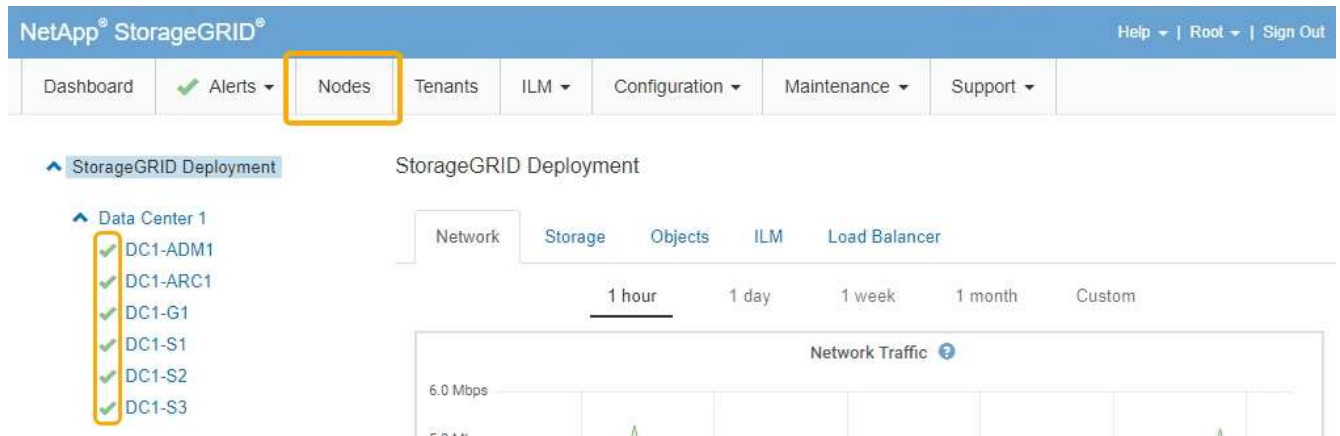 NetApp® StorageGRID®
Help | Root | Sign Out
Dashboard Alerts Nodes Tenants ILM Configuration Maintenance Support
StorageGRID Deployment
StorageGRID Deployment
Data Center 1
DC1-ADM1
DC1-ARC1
DC1-G1
DC1-S1
DC1-S2
DC1-S3
Network Storage Objects ILM Load Balancer
1 hour 1 day 1 week 1 month Custom
Network Traffic ?
6.0 Mbps